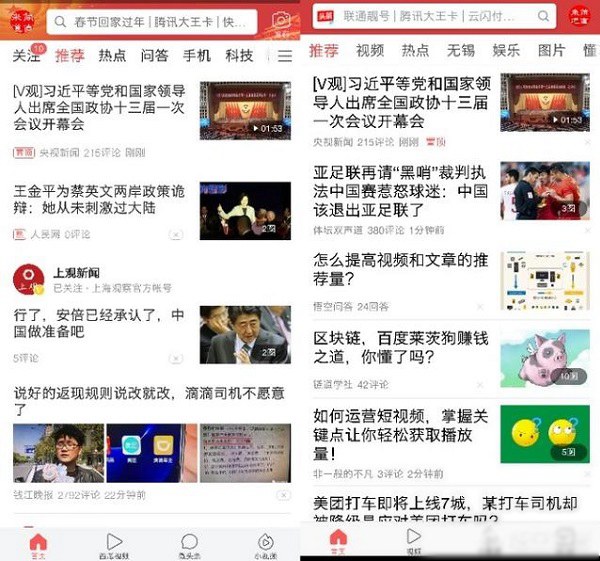 春节回家过年 | 腾讯大王卡 | 快...
发布
关注
10
推荐
热点
问答
手机
科技
[V观]习近平等党和国家领
导人出席全国政协十三届一次
会议开幕会
01:53
置顶 央视新闻 215评论 刚刚
王金平为蔡英文两岸政策诡
辩：她从未刺激过大陆
2图
热 人民网 0评论
上观新闻
已关注 · 上海观察官方帐号
行了，安倍已经承认了，中
国做准备吧
2图
5评论
说好的返现规则说改就改，滴滴司机不愿意
了
钱江晚报 2792评论 22分钟前
首页
西瓜视频
微头条
小视频
头条
联通靓号 | 腾讯大王卡 | 云闪付...
推荐
视频
热点
无锡
娱乐
图片
懂
[V观]习近平等党和国家领
导人出席全国政协十三届一
次会议开幕会
01:53
央视新闻 215评论 刚刚 置顶
亚足联再请“黑哨”裁判执
法中国赛惹怒球迷：中国
该退出亚足联了
3图
体坛双声道 380评论 1分钟前
怎么提高视频和文章的推
荐量？
悟空问答 24回答
区块链，百度莱茨狗赚钱
之道，你懂了吗？
10图
链道学社 42评论
如何运营短视频，掌握关
键点让你轻松获取播放
量！
5图
非一般的不凡 3评论 2分钟前
美团打车即将上线7城，某打车司机却
首页
视频